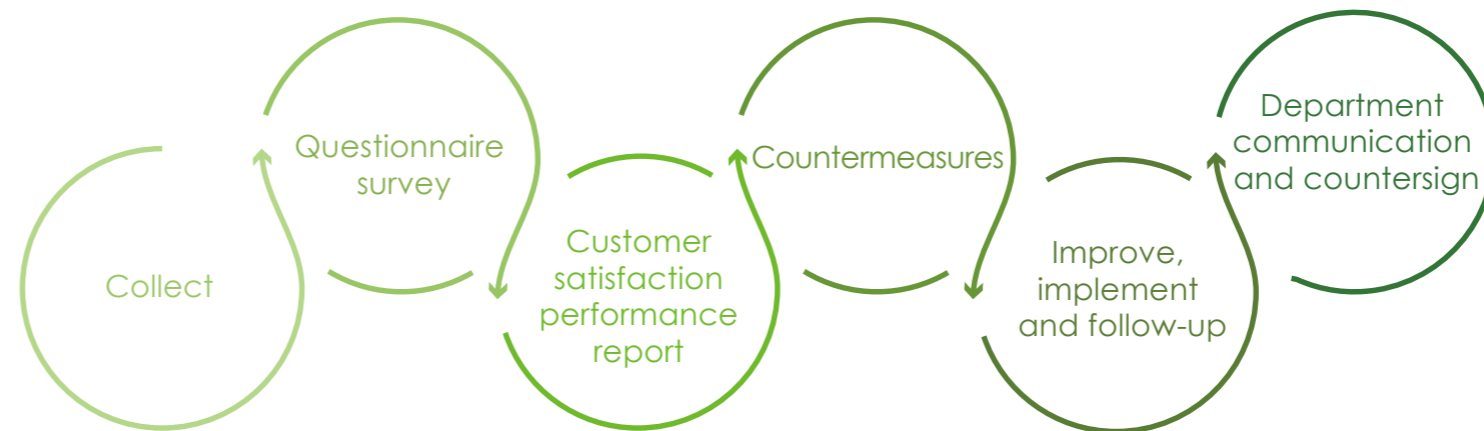 Collect
Questionnaire
survey
Customer
satisfaction
performance
report
Countermeasures
Improve,
implement
and follow-up
Department
communication
and countersign